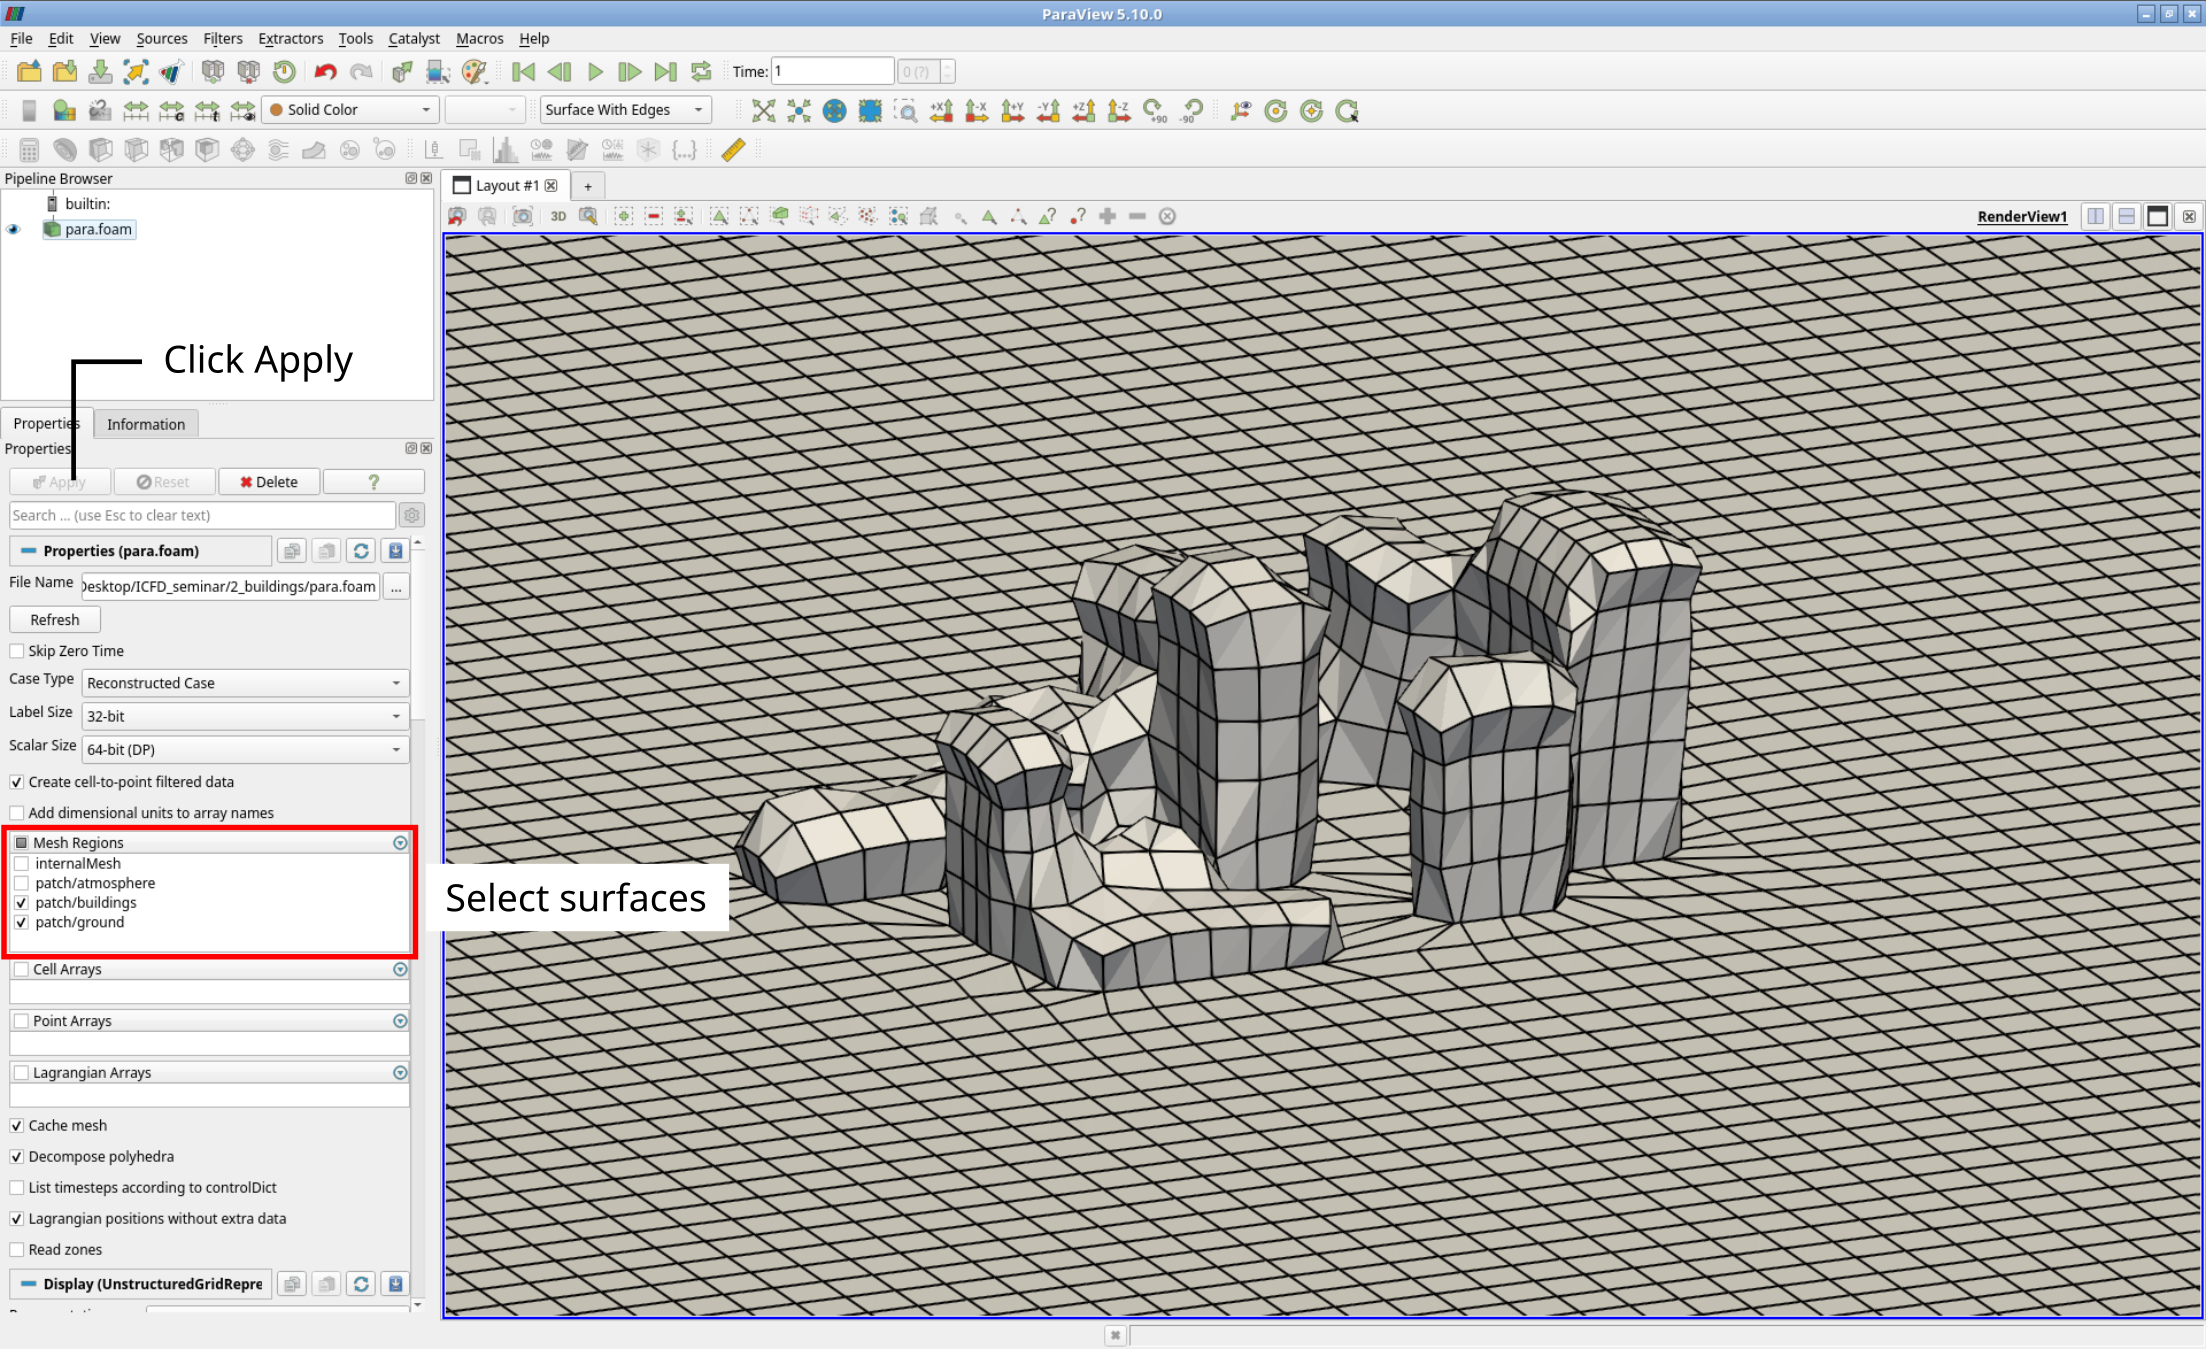 ParaView 5.10.0
File Edit View Sources Filters Extractors Tools Catalyst Macros Help
Time: 1 0 (?)
Solid Color Surface With Edges +X -X +Y -Y +Z -Z +90 -90
Pipeline Browser
builtin:
para.foam
Layout #1 +
3D RenderView1
Click Apply
Properties Information
Properties
Apply Reset Delete ?
Search ... (use Esc to clear text)
Properties (para.foam)
File Name Desktop/ICFD_seminar/2_buildings/para.foam ...
Refresh
Skip Zero Time
Case Type Reconstructed Case
Label Size 32-bit
Scalar Size 64-bit (DP)
Create cell-to-point filtered data
Add dimensional units to array names
Mesh Regions
internalMesh
patch/atmosphere
patch/buildings
patch/ground
Select surfaces
Cell Arrays
Point Arrays
Lagrangian Arrays
Cache mesh
Decompose polyhedra
List timesteps according to controlDict
Lagrangian positions without extra data
Read zones
Display (UnstructuredGridRepre